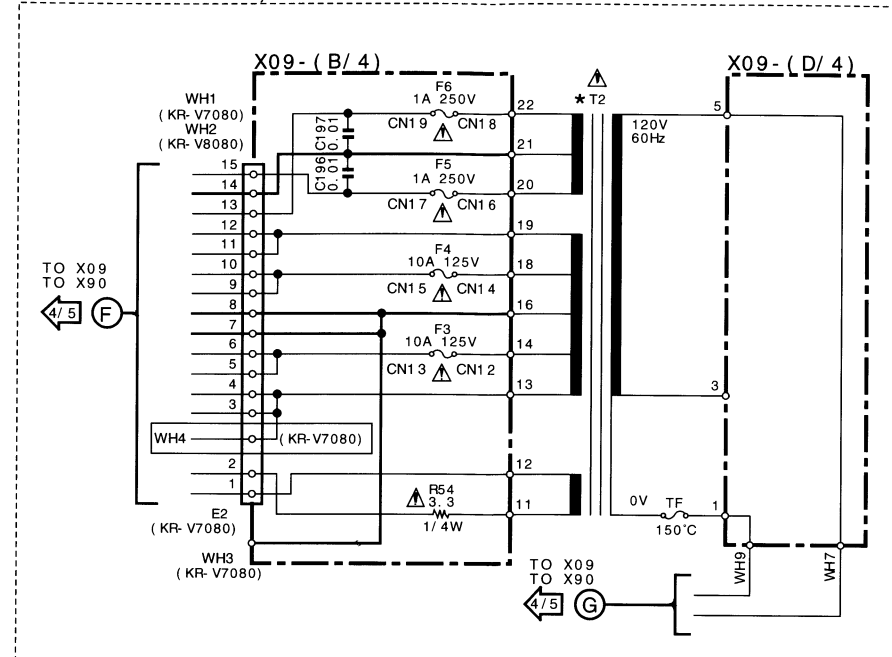 X09-(B/4)
X09-(D/4)
WH1
(KR-V7080)
WH2
(KR-V8080)
F6
1A 250V
CN19 CN18
C197
0.01
C196
0.01
F5
1A 250V
CN17 CN16
F4
10A 125V
CN15 CN14
F3
10A 125V
CN13 CN12
15
14
13
12
11
10
9
8
7
6
5
4
3
WH4 (KR-V7080)
2
1
22
21
20
19
18
16
14
13
12
11
R54
3.3
1/4W
E2
(KR-V7080)
WH3
(KR-V7080)
TO X09
TO X90
4/5 F
* T2
120V
60Hz
5
3
1
0V TF
150°C
WH9
WH7
TO X09
TO X90
4/5 G